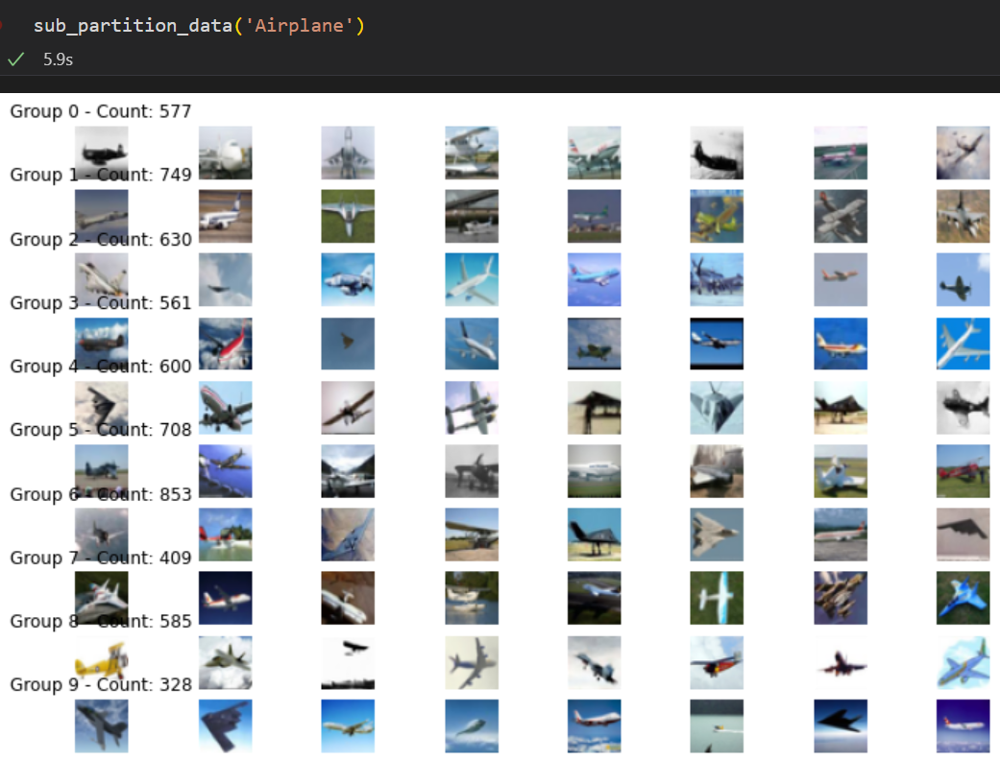 sub_partition_data('Airplane')
5.9s
Group 0 - Count: 577
Group 1 - Count: 749
Group 2 - Count: 630
Group 3 - Count: 561
Group 4 - Count: 600
Group 5 - Count: 708
Group 6 - Count: 853
Group 7 - Count: 409
Group 8 - Count: 585
Group 9 - Count: 328